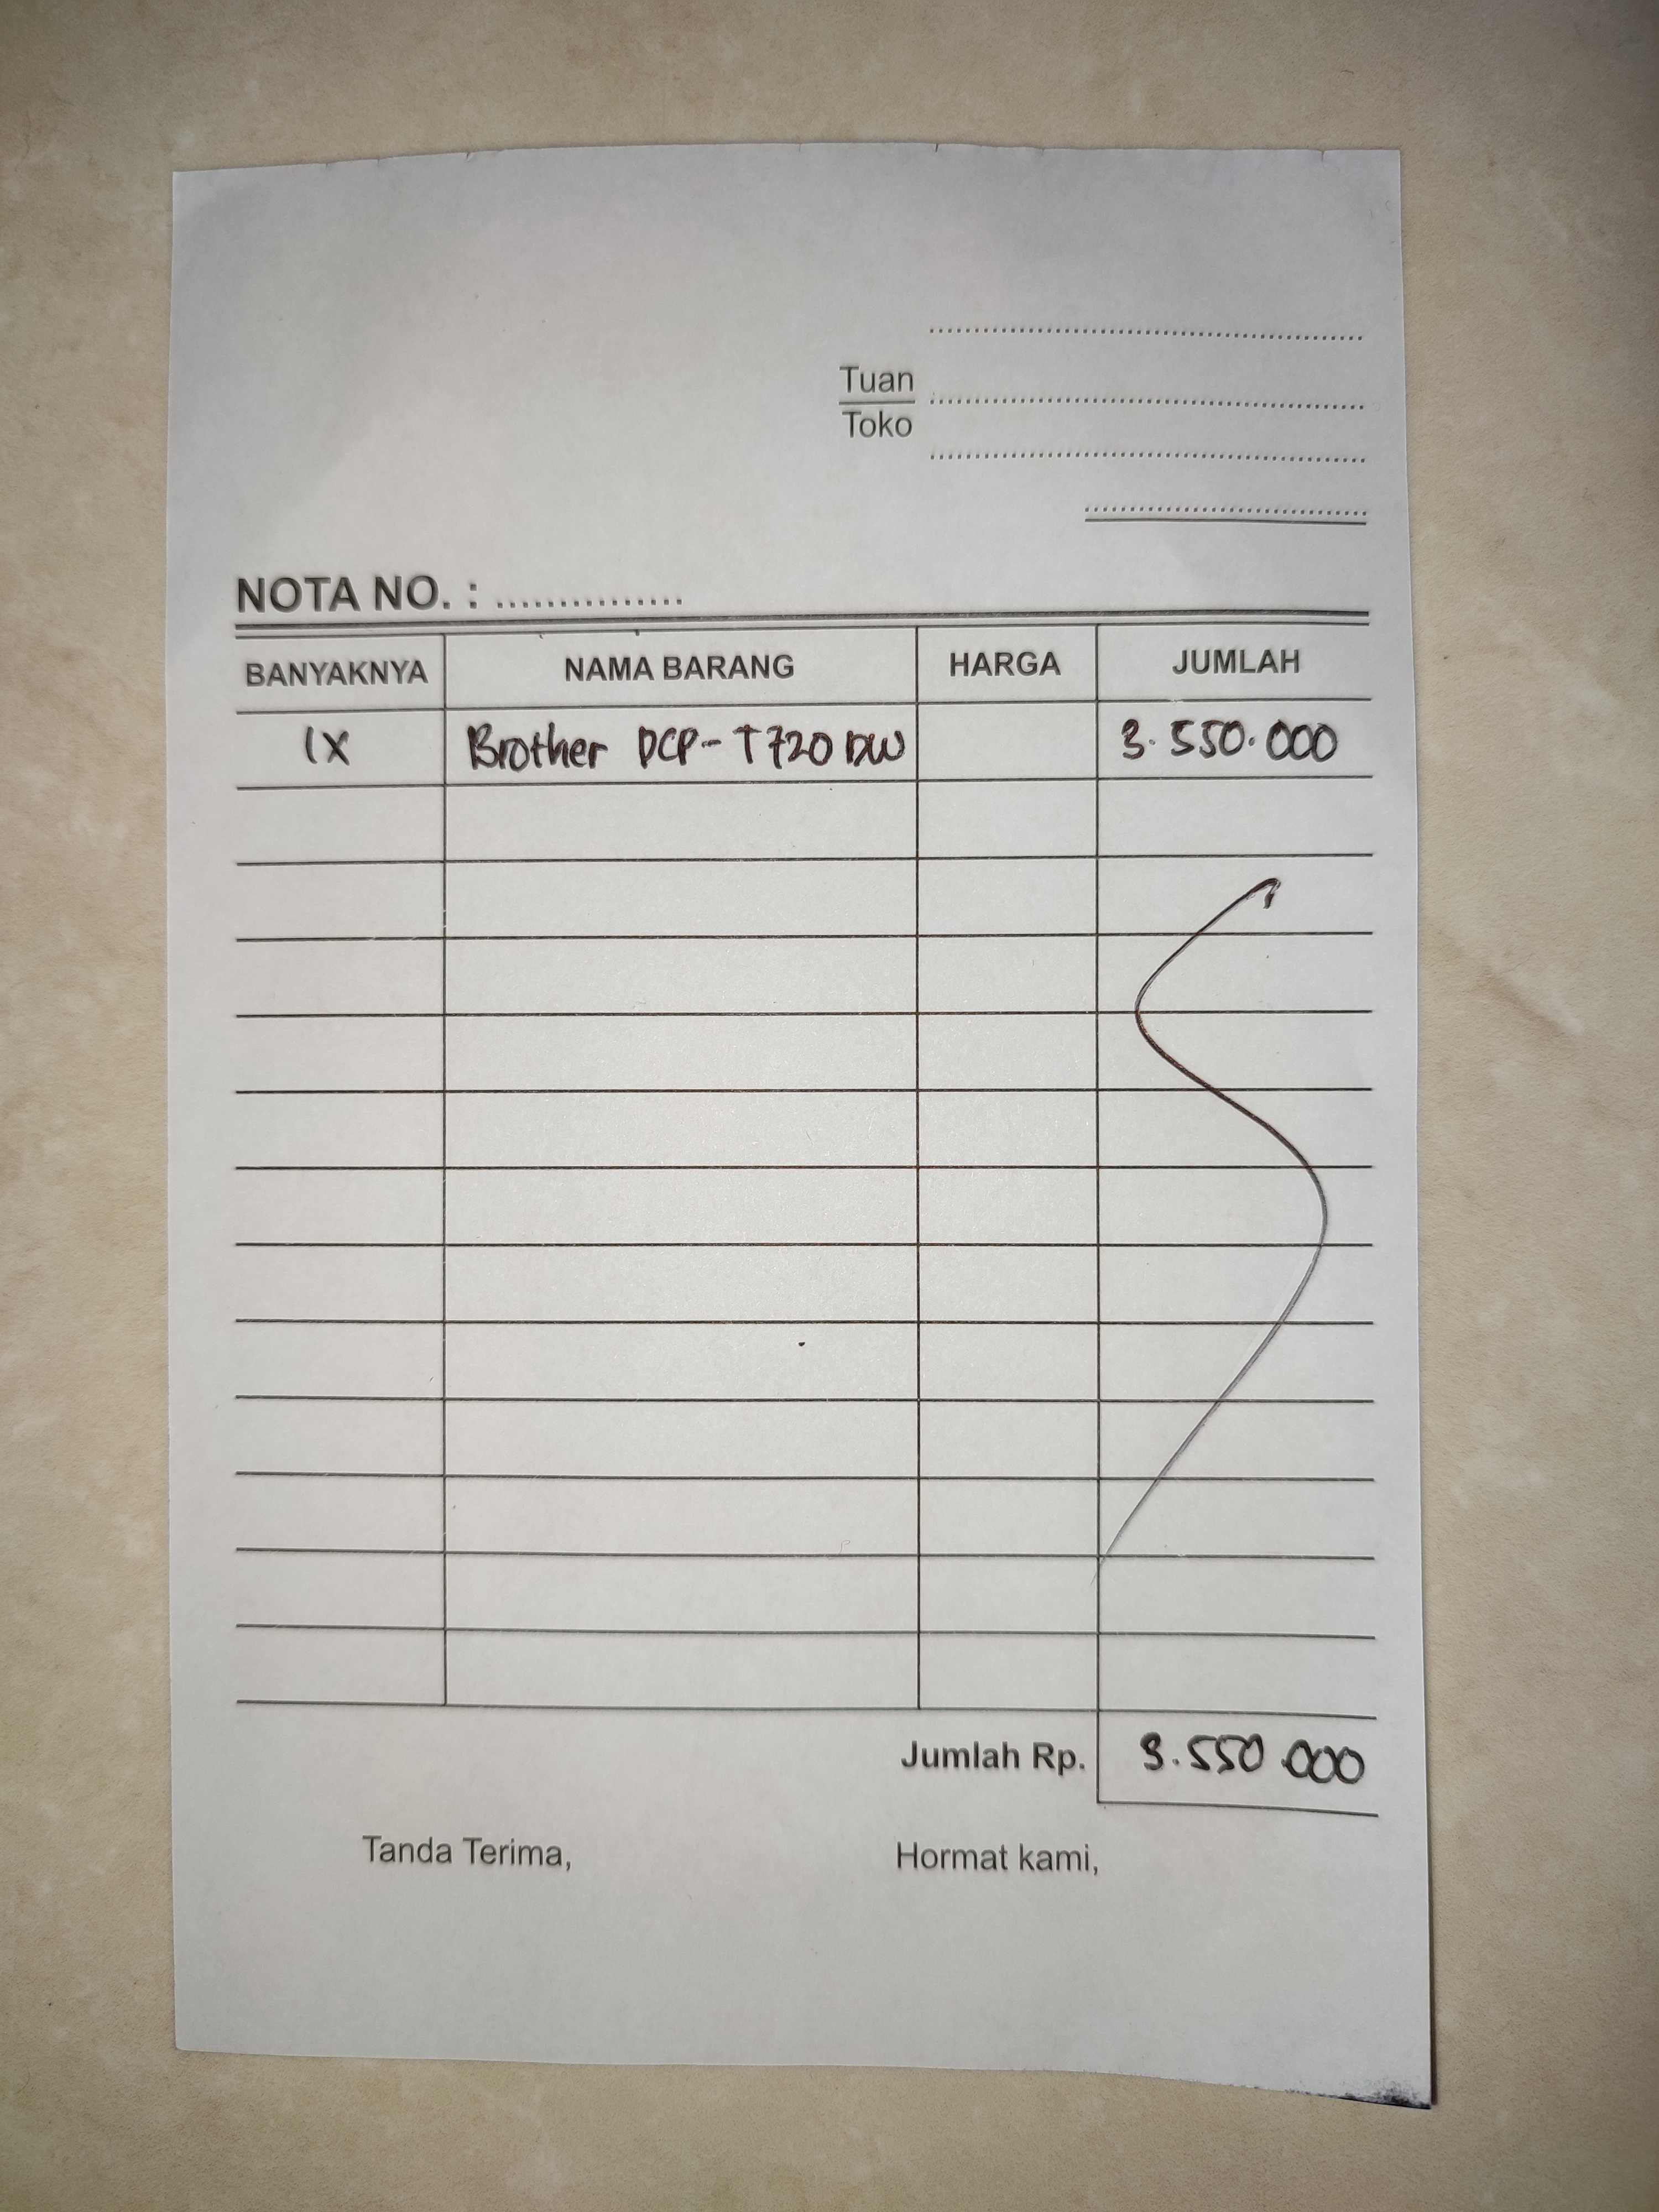 Tuan
Toko
NOTA NO. : ...............
BANYAKNYA NAMA BARANG HARGA JUMLAH
1x Brother DCP-T720DW 3.550.000
Jumlah Rp. 3.550.000
Tanda Terima, Hormat kami,